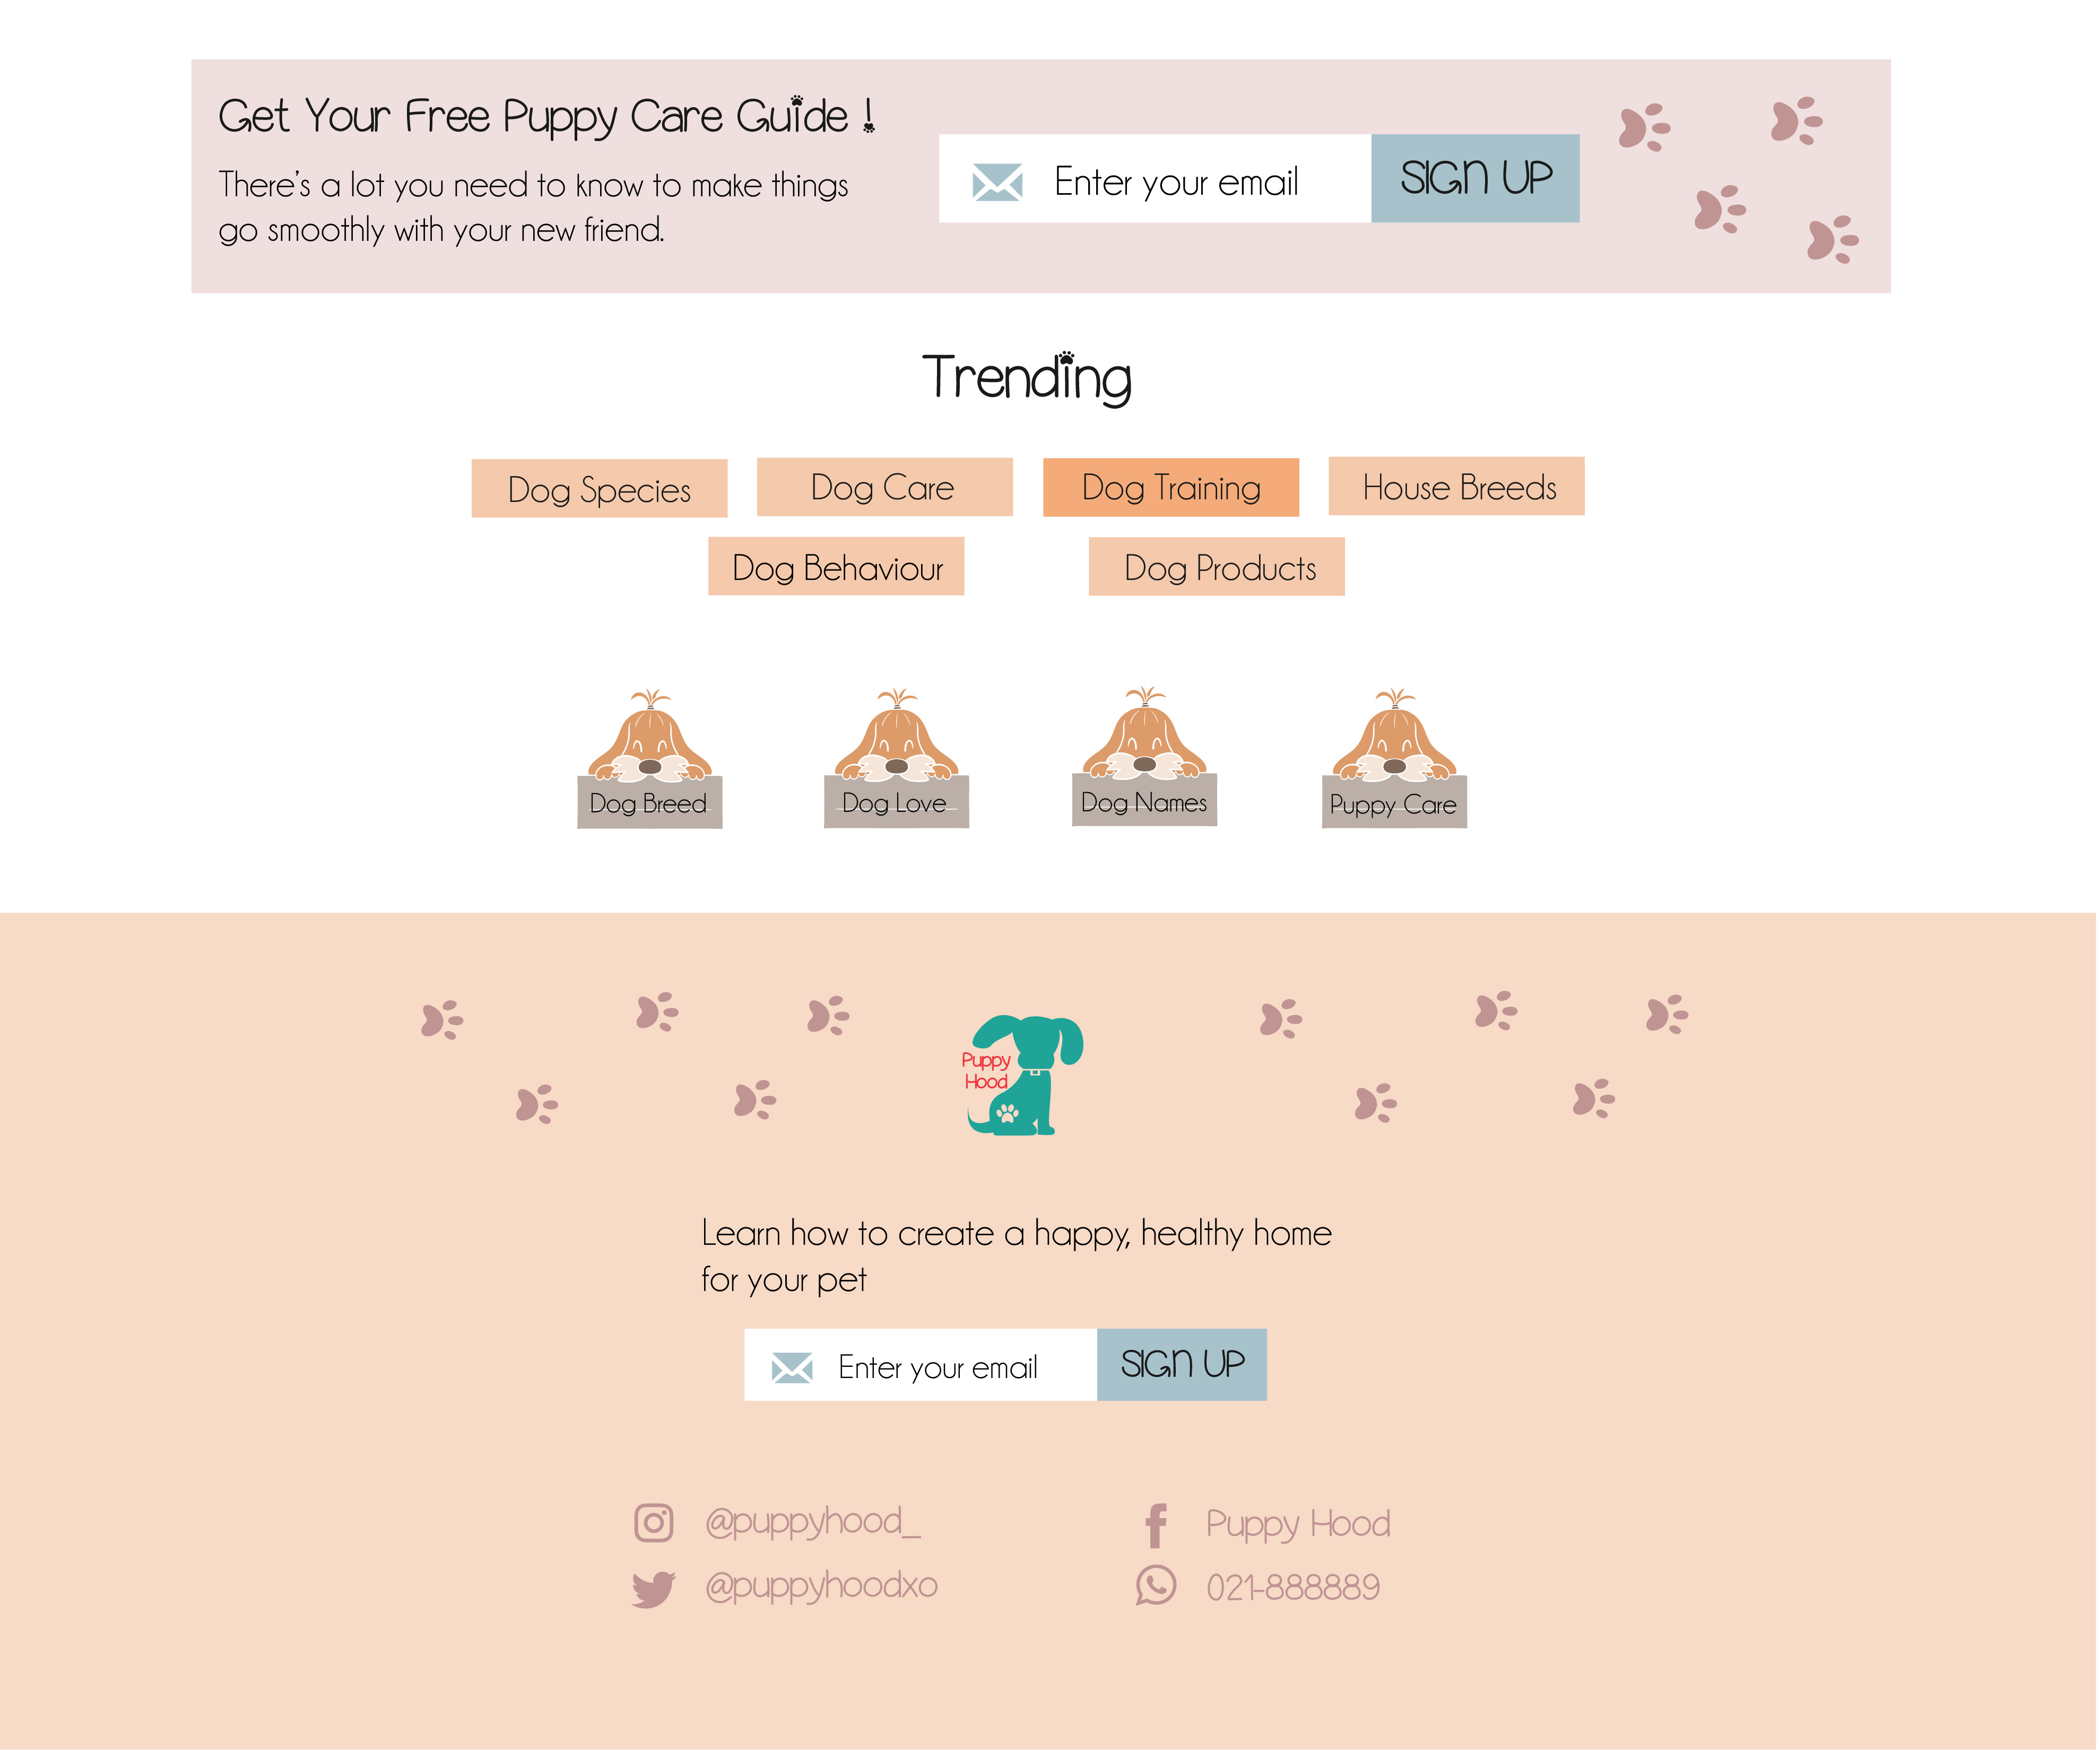 Get Your Free Puppy Care Guide !
There's a lot you need to know to make things
go smoothly with your new friend.
Enter your email
SIGN UP
Trending
Dog Species
Dog Care
Dog Training
House Breeds
Dog Behaviour
Dog Products
Dog Breed
Dog Love
Dog Names
Puppy Care
Puppy
Hood
Learn how to create a happy, healthy home
for your pet
Enter your email
SIGN UP
@puppyhood_
Puppy Hood
@puppyhoodxo
021-888889